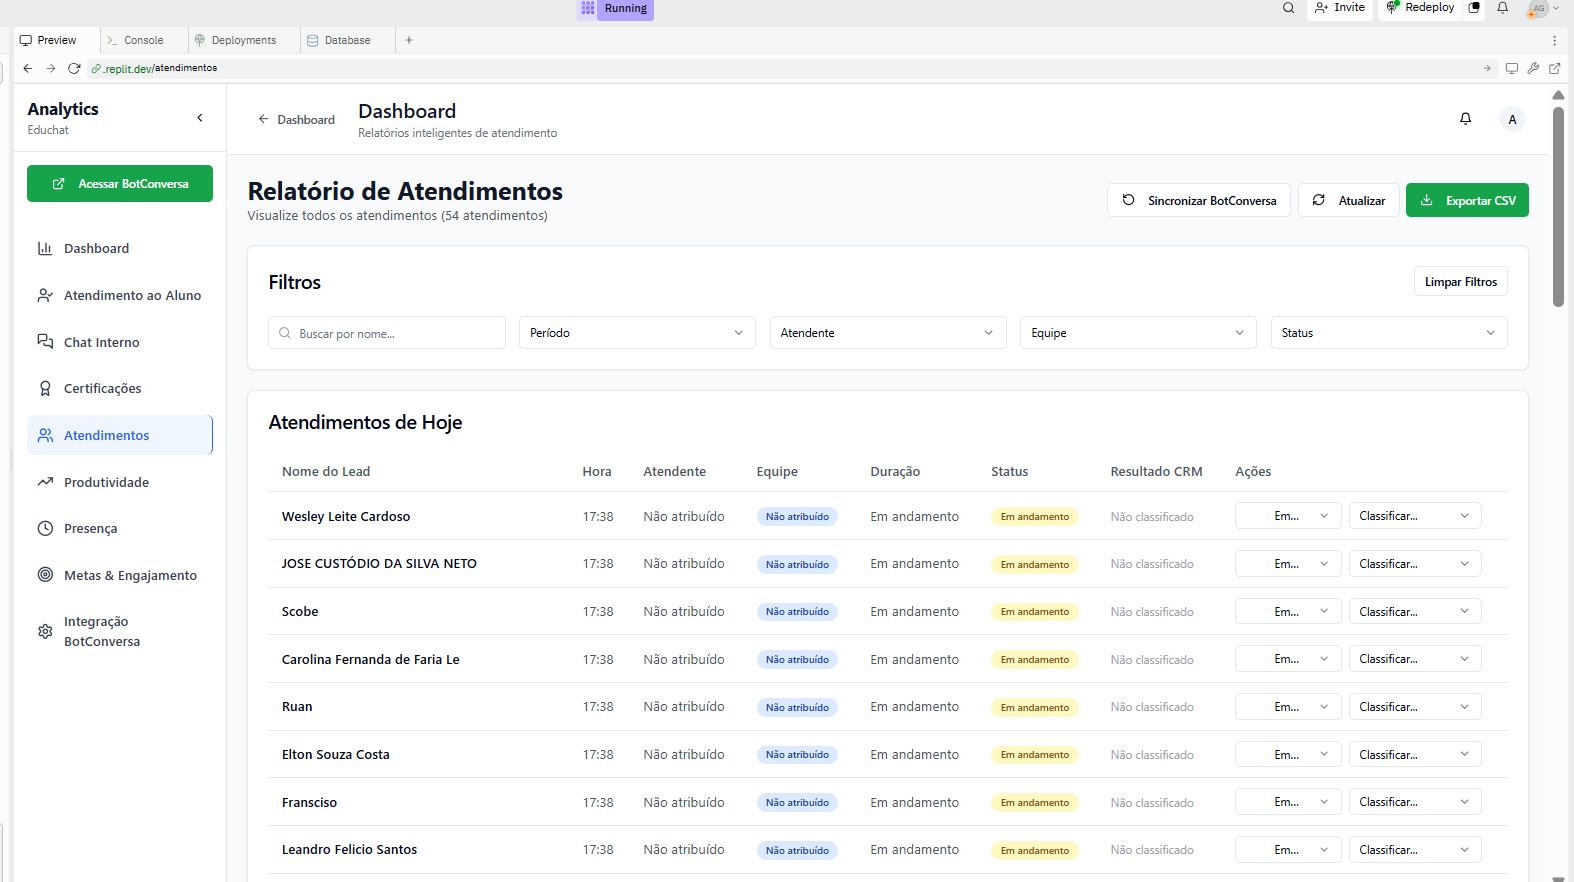 Running
Invite
Redeploy
AG
Preview
Console
Deployments
Database
.replit.dev/atendimentos
Analytics
Educhat
Dashboard
Dashboard
Relatórios inteligentes de atendimento
A
Acessar BotConversa
Dashboard
Atendimento ao Aluno
Chat Interno
Certificações
Atendimentos
Produtividade
Presença
Metas & Engajamento
Integração
BotConversa
Relatório de Atendimentos
Visualize todos os atendimentos (54 atendimentos)
Sincronizar BotConversa
Atualizar
Exportar CSV
Filtros
Limpar Filtros
Buscar por nome...
Período
Atendente
Equipe
Status
Atendimentos de Hoje
Nome do Lead Hora Atendente Equipe Duração Status Resultado CRM Ações
Wesley Leite Cardoso 17:38 Não atribuído Não atribuído Em andamento Em andamento Não classificado Em... Classificar...
JOSE CUSTÓDIO DA SILVA NETO 17:38 Não atribuído Não atribuído Em andamento Em andamento Não classificado Em... Classificar...
Scobe 17:38 Não atribuído Não atribuído Em andamento Em andamento Não classificado Em... Classificar...
Carolina Fernanda de Faria Le 17:38 Não atribuído Não atribuído Em andamento Em andamento Não classificado Em... Classificar...
Ruan 17:38 Não atribuído Não atribuído Em andamento Em andamento Não classificado Em... Classificar...
Elton Souza Costa 17:38 Não atribuído Não atribuído Em andamento Em andamento Não classificado Em... Classificar...
Fransciso 17:38 Não atribuído Não atribuído Em andamento Em andamento Não classificado Em... Classificar...
Leandro Felicio Santos 17:38 Não atribuído Não atribuído Em andamento Em andamento Não classificado Em... Classificar...